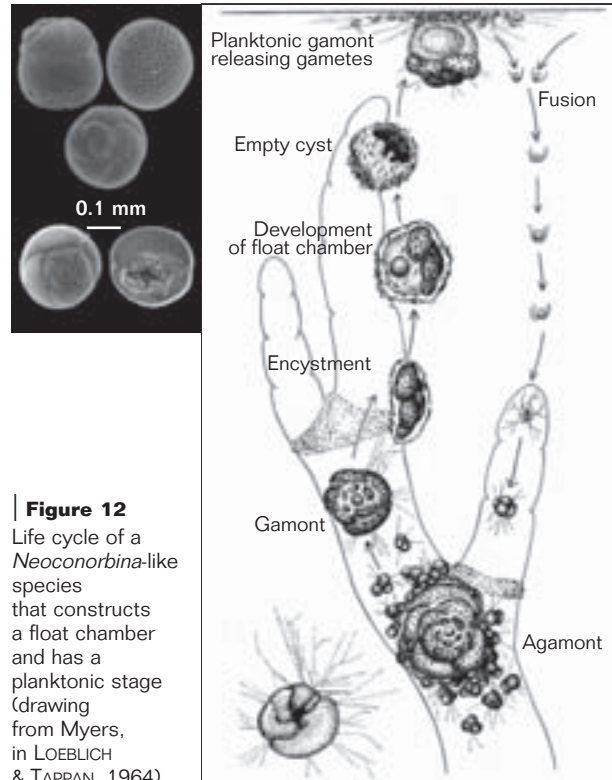 0.1 mm
Planktonic gamont
releasing gametes
Fusion
Empty cyst
Development
of float chamber
Encystment
Gamont
Agamont
Figure 12
Life cycle of a
Neoconorbina-like
species
that constructs
a float chamber
and has a
planktonic stage
(drawing
from Myers,
in LOEBLICH
& TAPPAN, 1964)